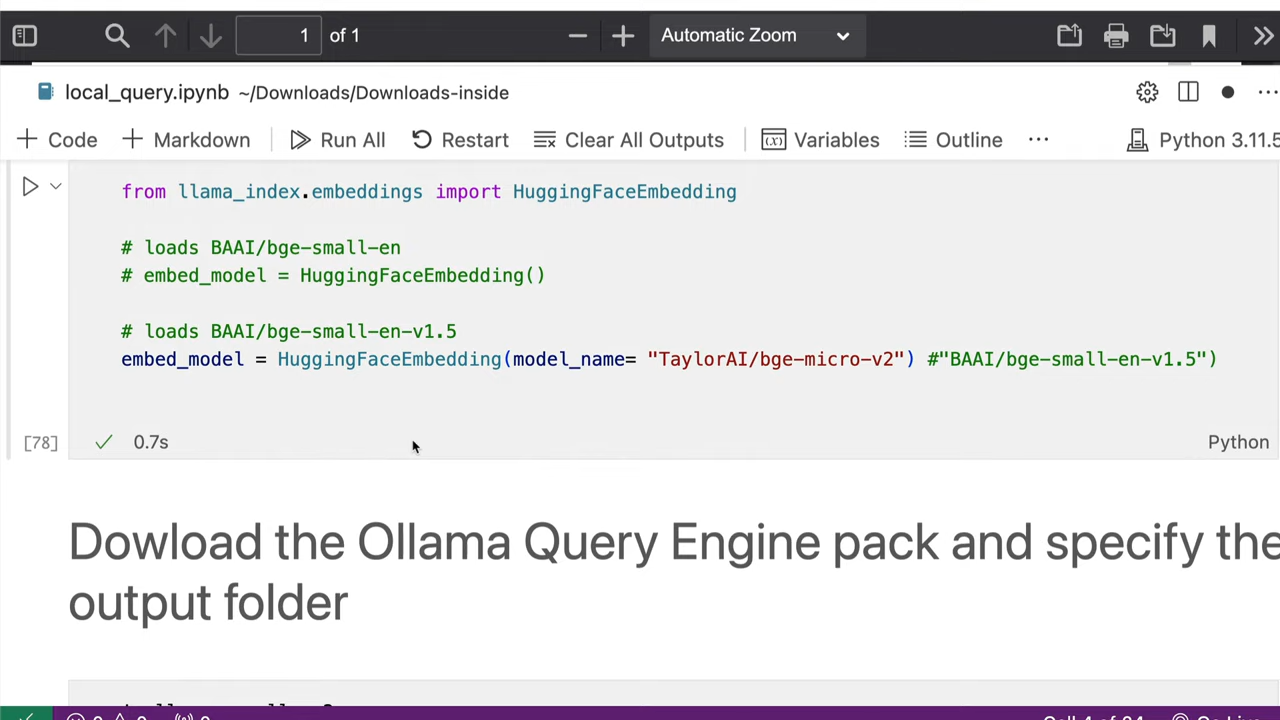 1 of 1 Automatic Zoom
local_query.ipynb ~/Downloads/Downloads-inside
Code Markdown Run All Restart Clear All Outputs Variables Outline ... Python 3.11.5
from llama_index.embeddings import HuggingFaceEmbedding
# loads BAAI/bge-small-en
# embed_model = HuggingFaceEmbedding()
# loads BAAI/bge-small-en-v1.5
embed_model = HuggingFaceEmbedding(model_name= "TaylorAI/bge-micro-v2") #"BAAI/bge-small-en-v1.5")
[78] 0.7s Python
Dowload the Ollama Query Engine pack and specify the
output folder